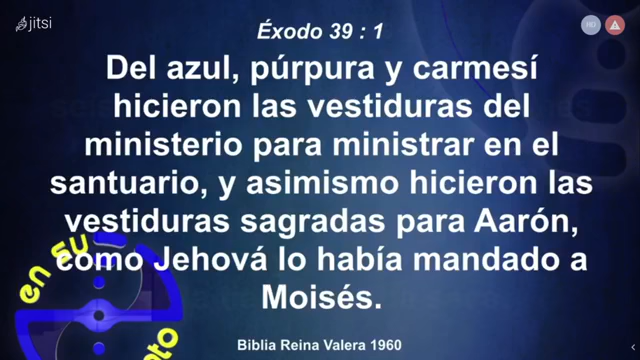 jitsi
HD
Éxodo 39 : 1
Del azul, púrpura y carmesí
hicieron las vestiduras del
ministerio para ministrar en el
santuario, y asimismo hicieron las
vestiduras sagradas para Aarón,
como Jehová lo había mandado a
Moisés.
en su
Biblia Reina Valera 1960